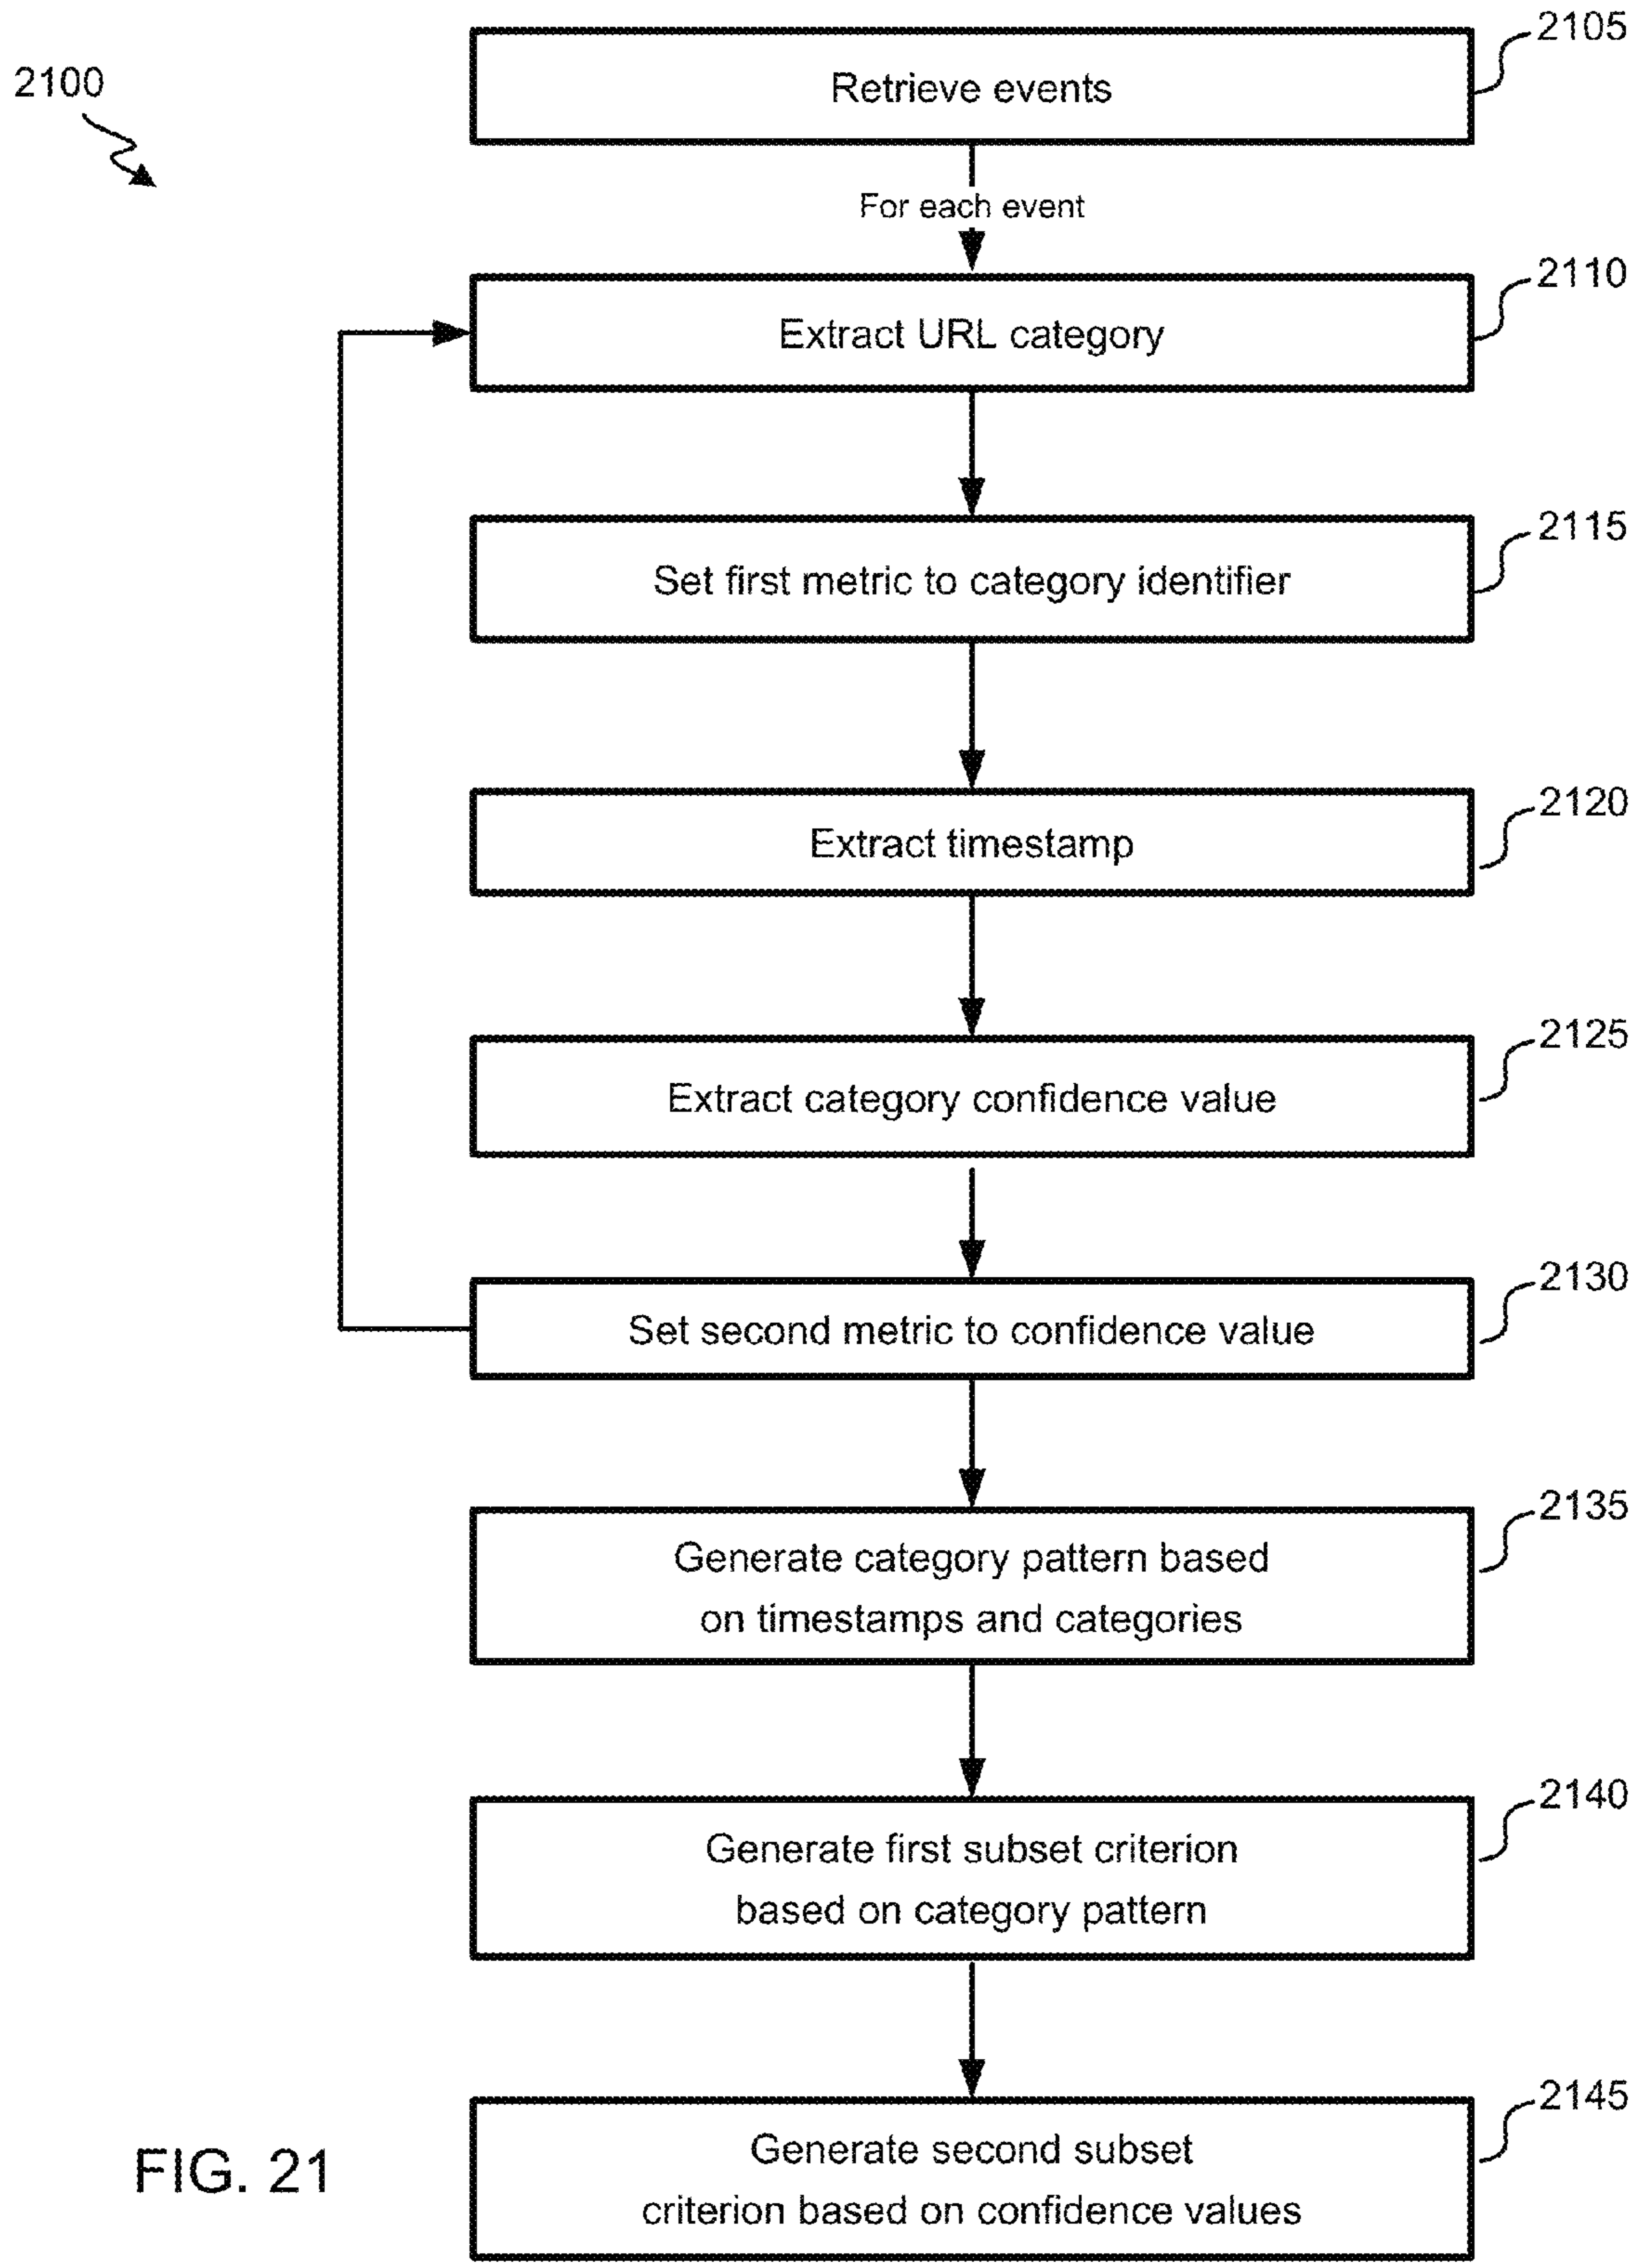 2100
Retrieve events
2105
For each event
Extract URL category
2110
Set first metric to category identifier
2115
Extract timestamp
2120
Extract category confidence value
2125
Set second metric to confidence value
2130
Generate category pattern based
on timestamps and categories
2135
Generate first subset criterion
based on category pattern
2140
Generate second subset
criterion based on confidence values
2145
FIG. 21